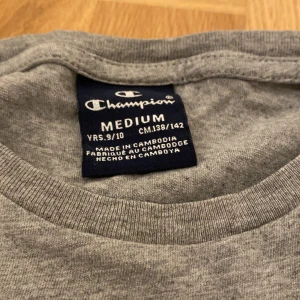 Champion
MEDIUM
YRS.9/10 CM.138/142
MADE IN CAMBODIA
FABRIQUÉ AU CAMBODGE
HECHO EN CAMBOYA